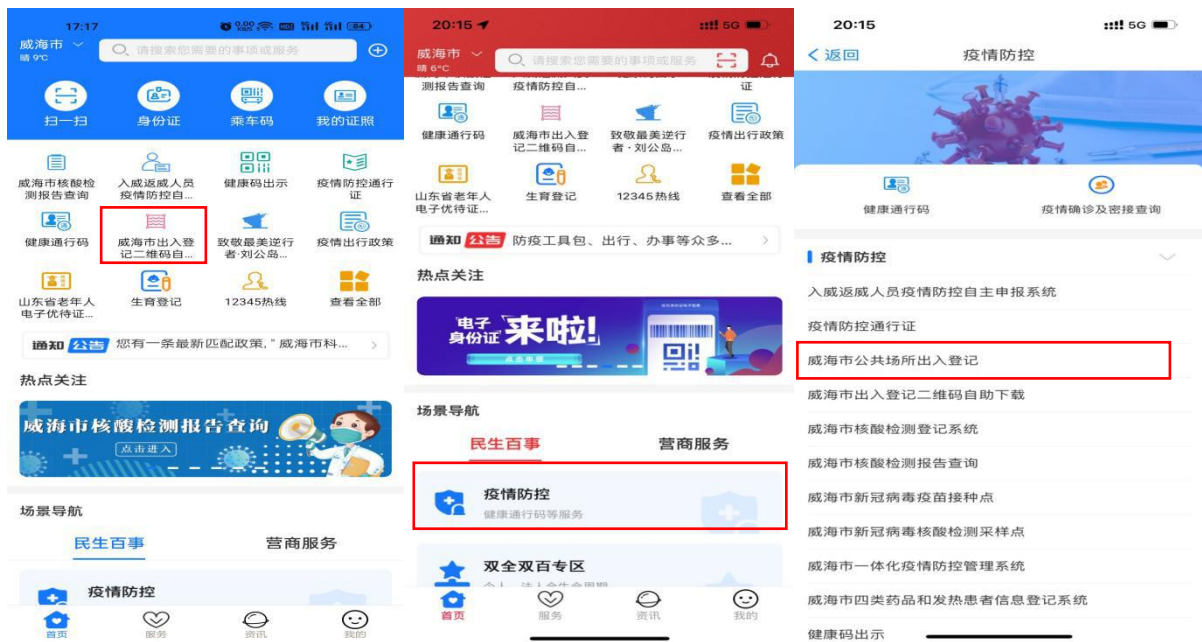 17:17
84
威海市
晴 9℃
请搜索您需要的事项或服务
扫一扫
身份证
乘车码
我的证照
威海市核酸检
测报告查询
入威返威人员
疫情防控自...
健康码出示
疫情防控通行
证
健康通行码
威海市出入登
记二维码自...
致敬最美逆行
者·刘公岛...
疫情出行政策
山东省老年人
电子优待证...
生育登记
12345热线
查看全部
通知 公告 您有一条最新匹配政策,“威海市科...
热点关注
威海市核酸检测报告查询
点击进入
场景导航
民生百事
营商服务
疫情防控
首页
服务
资讯
我的
20:15
5G
威海市
晴 6℃
请搜索您需要的事项或服务
测报告查询
疫情防控自...
证
健康通行码
威海市出入登
记二维码自...
致敬最美逆行
者·刘公岛...
疫情出行政策
山东省老年人
电子优待证...
生育登记
12345热线
查看全部
通知 公告 防疫工具包、出行、办事等众多...
热点关注
电子
身份证
来啦!
点击申领
场景导航
民生百事
营商服务
疫情防控
健康通行码等服务
双全双百专区
个人、法人全生命周期
首页
服务
资讯
我的
20:15
5G
返回
疫情防控
健康通行码
疫情确诊及密接查询
疫情防控
入威返威人员疫情防控自主申报系统
疫情防控通行证
威海市公共场所出入登记
威海市出入登记二维码自助下载
威海市核酸检测登记系统
威海市核酸检测报告查询
威海市新冠病毒疫苗接种点
威海市新冠病毒核酸检测采样点
威海市一体化疫情防控管理系统
威海市四类药品和发热患者信息登记系统
健康码出示